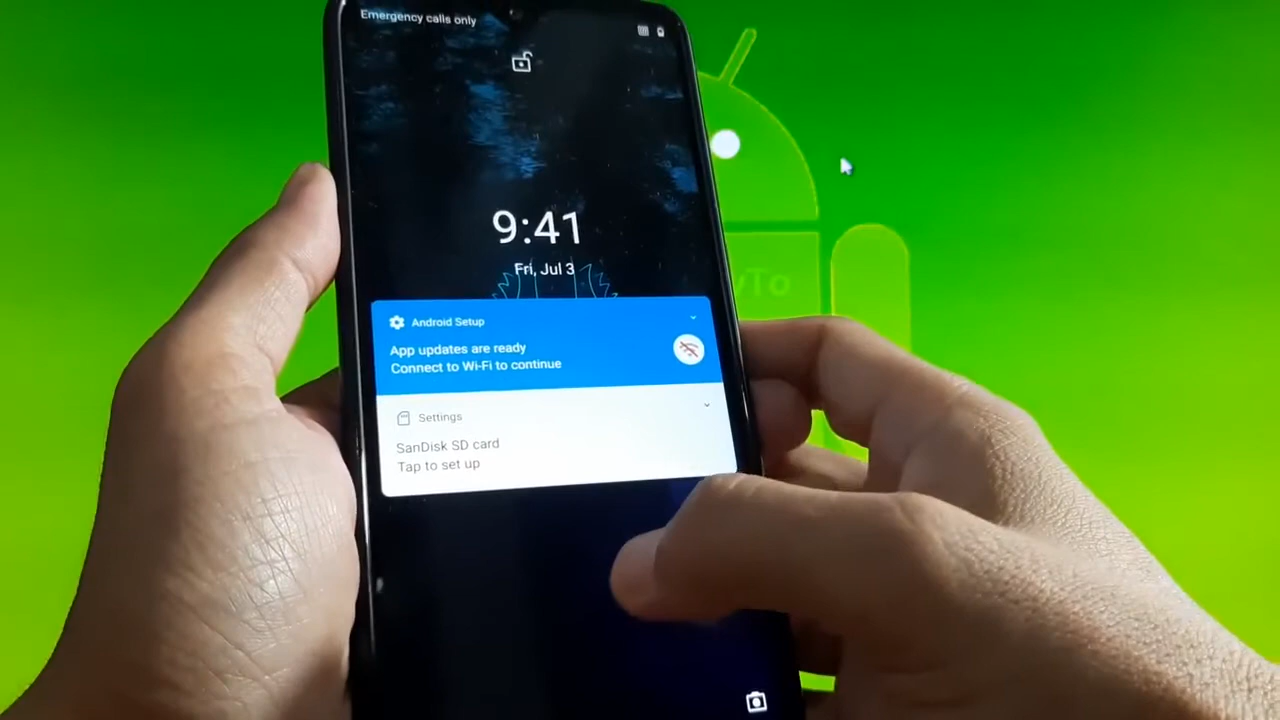 Emergency calls only
9:41
Fri, Jul 3
Android Setup
App updates are ready
Connect to Wi-Fi to continue
Settings
SanDisk SD card
Tap to set up
yTo